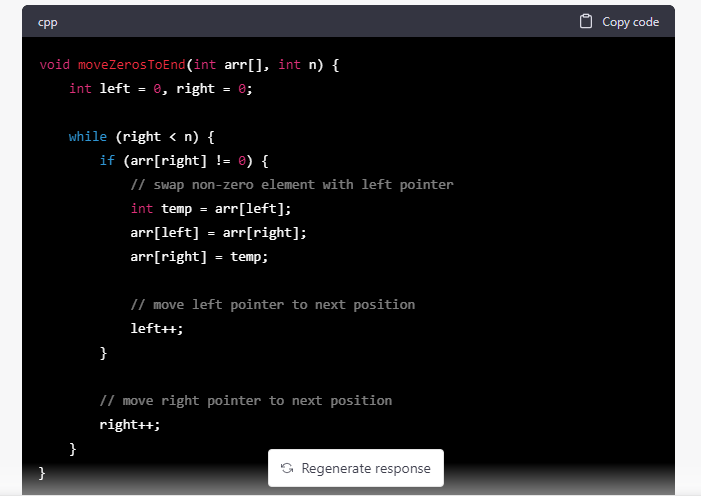 cpp
Copy code
void moveZerosToEnd(int arr[], int n) {
    int left = 0, right = 0;
    while (right < n) {
        if (arr[right] != 0) {
            // swap non-zero element with left pointer
            int temp = arr[left];
            arr[left] = arr[right];
            arr[right] = temp;
            // move left pointer to next position
            left++;
        }
        // move right pointer to next position
        right++;
    }
}
Regenerate response